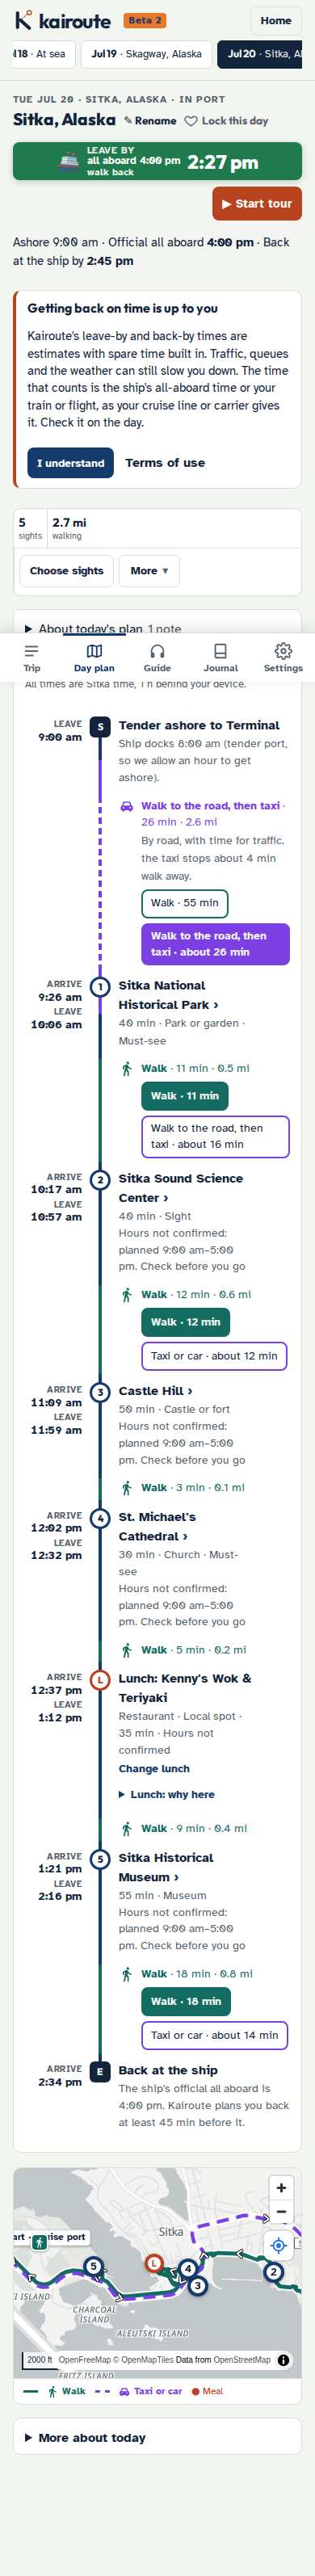 kairoute
Beta 2
Home
18 · At sea
Jul 19 · Skagway, Alaska
Jul 20 · Sitka, Al
TUE JUL 20 · SITKA, ALASKA · IN PORT
Sitka, Alaska
✎ Rename
Lock this day
LEAVE BY
all aboard 4:00 pm
walk back
2:27 pm
▶ Start tour
Ashore 9:00 am · Official all aboard 4:00 pm · Back
at the ship by 2:45 pm
Getting back on time is up to you
Kairoute's leave-by and back-by times are
estimates with time built in. Traffic, queues
and the weather can still slow you down. The time
that counts is the ship's all-aboard time or your
train or flight, as your cruise line or carrier gives
it. Check it on the day.
I understand
Terms of use
5
sights
2.7 mi
walking
Choose sights
More ▾
▶ About today's plan 1 note
Trip
Day plan
Guide
Journal
Settings
All times are Sitka time, 1 h behind your device.
LEAVE
9:00 am
S
Tender ashore to Terminal
Ship docks 8:00 am (tender port,
so we allow an hour to get
ashore).
Walk to the road, then taxi ·
26 min · 2.6 mi
By road, with time for traffic.
the taxi stops about 4 min
walk away.
Walk · 55 min
Walk to the road, then
taxi · about 26 min
ARRIVE
9:26 am
LEAVE
10:06 am
1
Sitka National
Historical Park ›
40 min · Park or garden ·
Must-see
Walk · 11 min · 0.5 mi
Walk · 11 min
Walk to the road, then
taxi · about 16 min
ARRIVE
10:17 am
LEAVE
10:57 am
2
Sitka Sound Science
Center ›
40 min · Sight
Hours not confirmed:
planned 9:00 am–5:00
pm. Check before you go
Walk · 12 min · 0.6 mi
Walk · 12 min
Taxi or car · about 12 min
ARRIVE
11:09 am
LEAVE
11:59 am
3
Castle Hill ›
50 min · Castle or fort
Hours not confirmed:
planned 9:00 am–5:00
pm. Check before you go
Walk · 3 min · 0.1 mi
ARRIVE
12:02 pm
LEAVE
12:32 pm
4
St. Michael's
Cathedral ›
30 min · Church · Must-
see
Hours not confirmed:
planned 9:00 am–5:00
pm. Check before you go
Walk · 5 min · 0.2 mi
ARRIVE
12:37 pm
LEAVE
1:12 pm
L
Lunch: Kenny's Wok &
Teriyaki
Restaurant · Local spot ·
35 min · Hours not
confirmed
Change lunch
▶ Lunch: why here
Walk · 9 min · 0.4 mi
ARRIVE
1:21 pm
LEAVE
2:16 pm
5
Sitka Historical
Museum ›
55 min · Museum
Hours not confirmed:
planned 9:00 am–5:00
pm. Check before you go
Walk · 18 min · 0.8 mi
Walk · 18 min
Taxi or car · about 14 min
ARRIVE
2:34 pm
E
Back at the ship
The ship's official all aboard is
4:00 pm. Kairoute plans you back
at least 45 min before it.
Sitka
5
L
4
3
2
I ISLAND
CHARCOAL
ISLAND
ALEUTSKI ISLAND
FRITZ ISLAND
2000 ft
OpenFreeMap © OpenMapTiles Data from OpenStreetMap
Walk
Taxi or car
Meal
▶ More about today